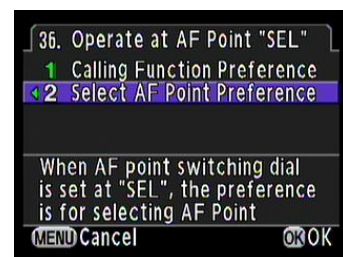 36. Operate at AF Point "SEL"
1 Calling Function Preference
2 Select AF Point Preference
When AF point switching dial
is set at "SEL", the preference
is for selecting AF Point
MENU Cancel OK OK